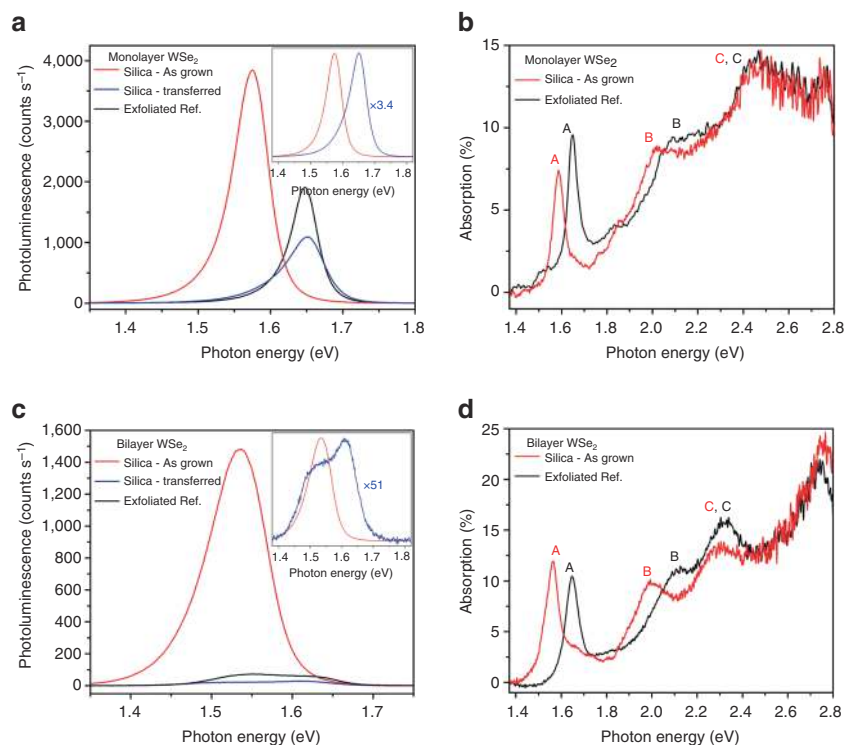 a
Monolayer WSe₂
Silica - As grown
Silica - transferred
Exfoliated Ref.
×3.4
1.4 1.5 1.6 1.7 1.8
Photon energy (eV)
4,000
3,000
2,000
1,000
0
Photoluminescence (counts s⁻¹)
1.4 1.5 1.6 1.7 1.8
Photon energy (eV)
b
Monolayer WSe₂
Silica - As grown
Exfoliated Ref.
C, C
A
A
B
B
15
10
5
0
Absorption (%)
1.4 1.6 1.8 2.0 2.2 2.4 2.6 2.8
Photon energy (eV)
c
Bilayer WSe₂
Silica - As grown
Silica - transferred
Exfoliated Ref.
×51
1.4 1.5 1.6 1.7 1.8
Photon energy (eV)
1,600
1,400
1,200
1,000
800
600
400
200
0
Photoluminescence (counts s⁻¹)
1.4 1.5 1.6 1.7
Photon energy (eV)
d
Bilayer WSe₂
Silica - As grown
Exfoliated Ref.
C, C
A
A
B
B
25
20
15
10
5
0
Absorption (%)
1.4 1.6 1.8 2.0 2.2 2.4 2.6 2.8
Photon energy (eV)